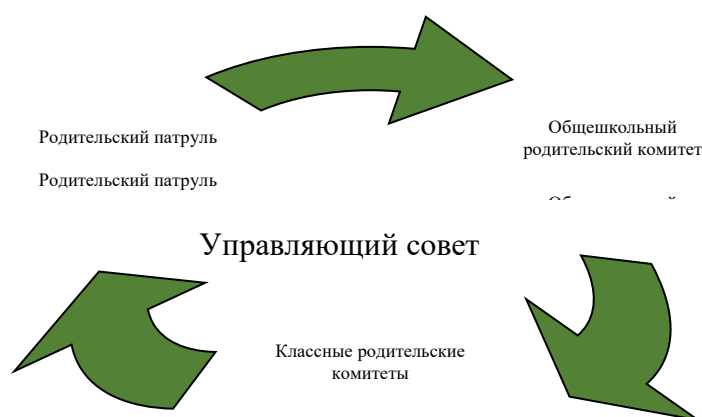 Родительский патруль
Общешкольный
родительский комитет
Родительский патруль
Управляющий совет
Классные родительские
комитеты